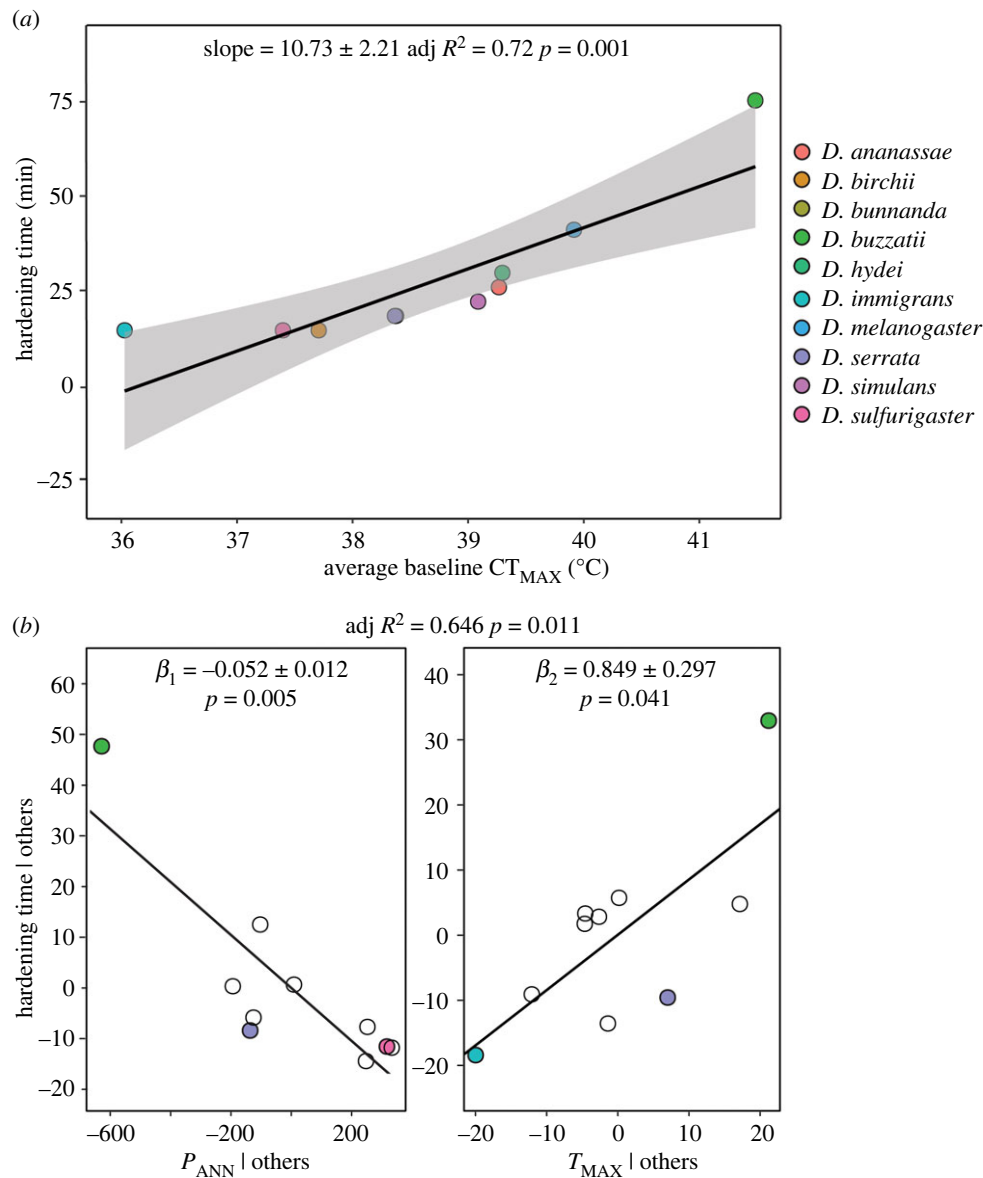 (a)
slope = 10.73 ± 2.21 adj R² = 0.72 p = 0.001
75
50
25
0
–25
hardening time (min)
36 37 38 39 40 41
average baseline CT_MAX (°C)
D. ananassae
D. birchii
D. bunnanda
D. buzzatii
D. hydei
D. immigrans
D. melanogaster
D. serrata
D. simulans
D. sulfurigaster
(b)
adj R² = 0.646 p = 0.011
β₁ = –0.052 ± 0.012
p = 0.005
60
50
40
30
20
10
0
–10
–20
hardening time | others
–600 –200 200
P_ANN | others
β₂ = 0.849 ± 0.297
p = 0.041
40
30
20
10
0
–10
–20
–20 –10 0 10 20
T_MAX | others